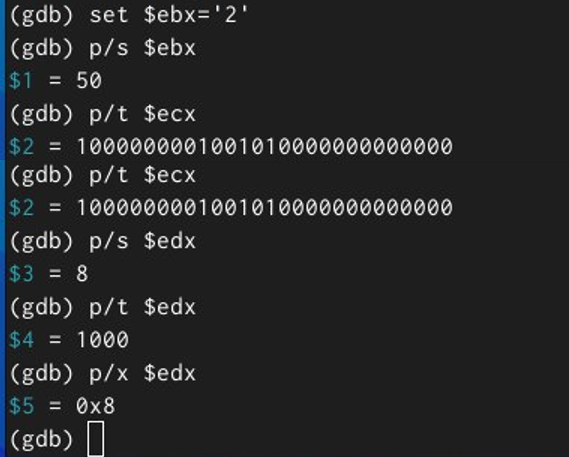 (gdb) set $ebx='2'
(gdb) p/s $ebx
$1 = 50
(gdb) p/t $ecx
$2 = 1000000001001010000000000000
(gdb) p/t $ecx
$2 = 1000000001001010000000000000
(gdb) p/s $edx
$3 = 8
(gdb) p/t $edx
$4 = 1000
(gdb) p/x $edx
$5 = 0x8
(gdb)